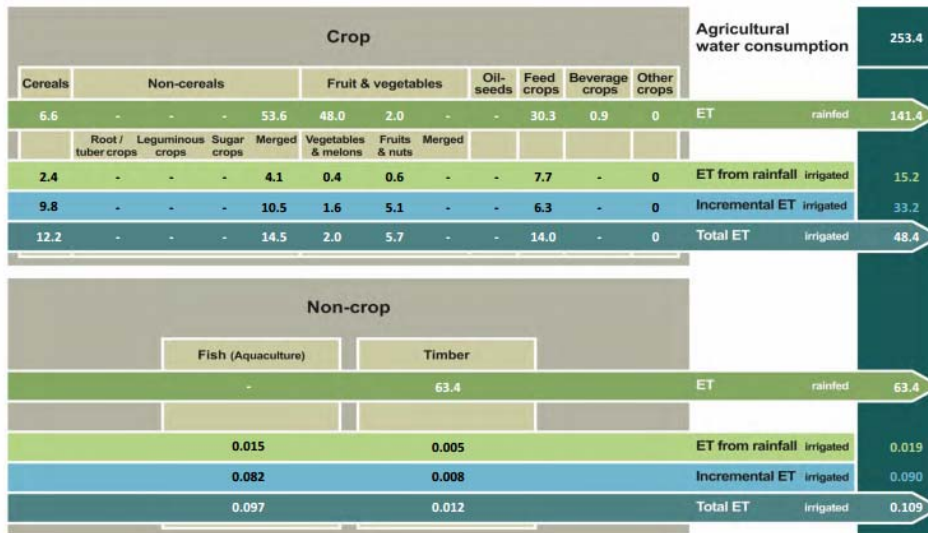 Crop
Agricultural
water consumption
253.4
Cereals Non-cereals Fruit & vegetables Oil-seeds Feed crops Beverage crops Other crops
6.6 - - - 53.6 48.0 2.0 - - 30.3 0.9 0 ET rainfed 141.4
Root / tuber crops Leguminous crops Sugar crops Merged Vegetables & melons Fruits & nuts Merged
2.4 - - - 4.1 0.4 0.6 - - 7.7 - 0 ET from rainfall irrigated 15.2
9.8 - - - 10.5 1.6 5.1 - - 6.3 - 0 Incremental ET irrigated 33.2
12.2 - - - 14.5 2.0 5.7 - - 14.0 - 0 Total ET irrigated 48.4
Non-crop
Fish (Aquaculture) Timber
- 63.4 ET rainfed 63.4
0.015 0.005 ET from rainfall irrigated 0.019
0.082 0.008 Incremental ET irrigated 0.090
0.097 0.012 Total ET irrigated 0.109